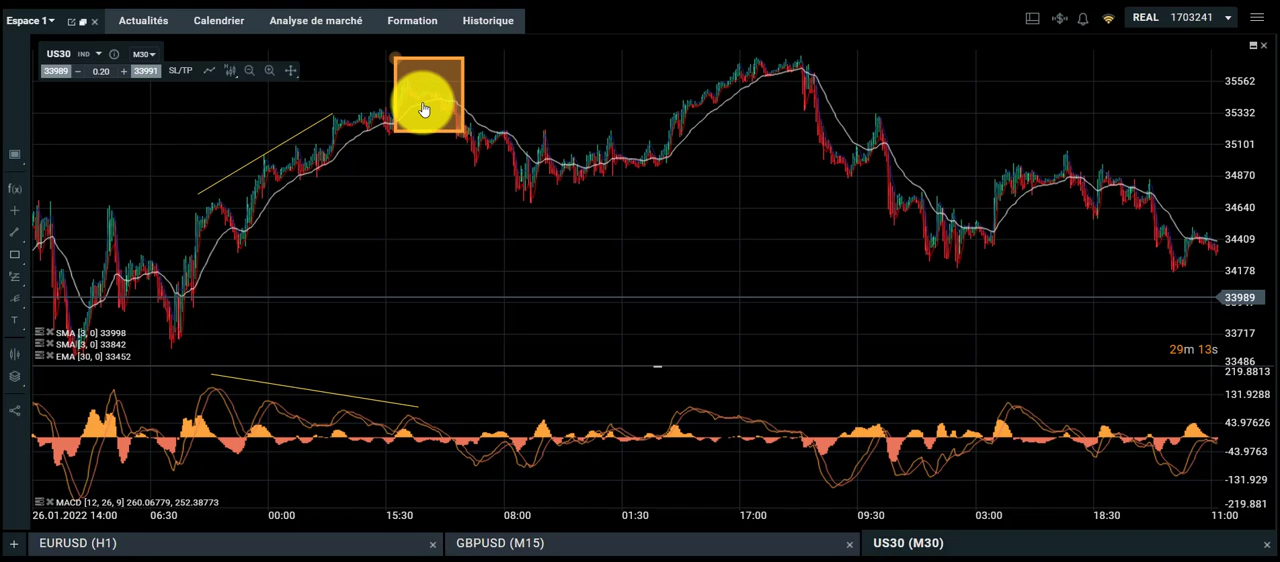 Espace 1 Actualités Calendrier Analyse de marché Formation Historique REAL 1703241
US30 IND M30
33989 − 0.20 + 33991 SL/TP
35562
35332
35101
34870
34640
34409
34178
33989
33717
33486
29m 13s
SMA [3, 0] 33998
SMA [3, 0] 33842
EMA [30, 0] 33452
f(x)
T
219.8813
131.9288
43.97626
-43.9763
-131.929
-219.881
MACD [12, 26, 9] 260.06779, 252.38773
26.01.2022 14:00 06:30 00:00 15:30 08:00 01:30 17:00 09:30 03:00 18:30 11:00
+ EURUSD (H1) GBPUSD (M15) US30 (M30)